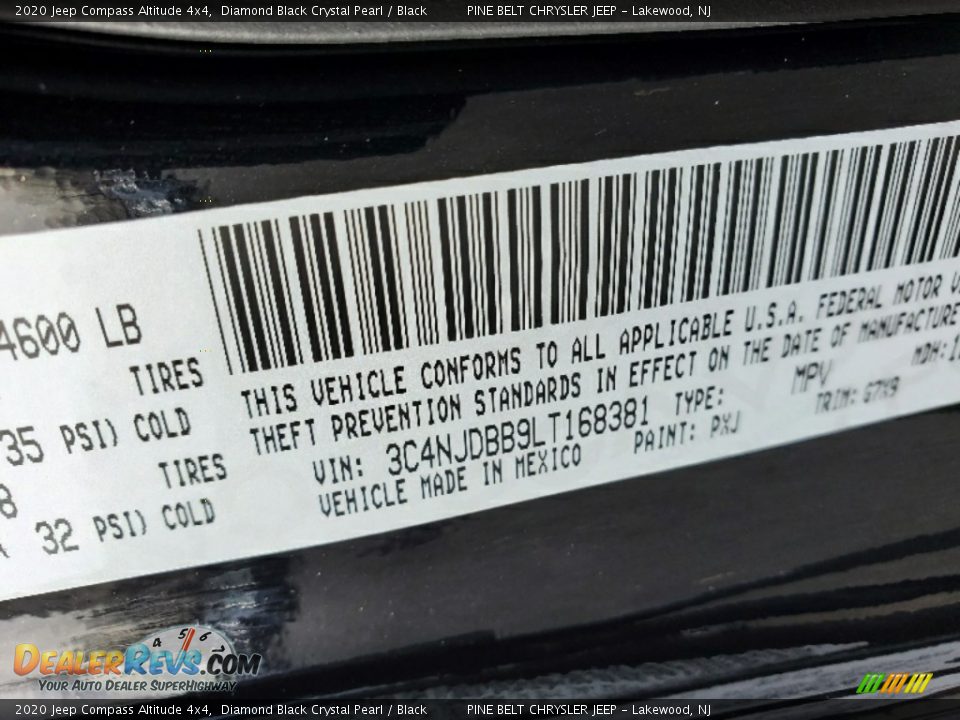 2020 Jeep Compass Altitude 4x4, Diamond Black Crystal Pearl / Black PINE BELT CHRYSLER JEEP - Lakewood, NJ
4600 LB
TIRES
35 PSI) COLD
TIRES
32 PSI) COLD
THIS VEHICLE CONFORMS TO ALL APPLICABLE U.S.A. FEDERAL MOTOR
THEFT PREVENTION STANDARDS IN EFFECT ON THE DATE OF MANUFACTURE
VIN: 3C4NJDBB9LT168381 TYPE: MPV MDH:
VEHICLE MADE IN MEXICO PAINT: PXJ TRIM: G7X9
4 5 6
DEALERREVS.COM
YOUR AUTO DEALER SUPERHIGHWAY
2020 Jeep Compass Altitude 4x4, Diamond Black Crystal Pearl / Black PINE BELT CHRYSLER JEEP - Lakewood, NJ